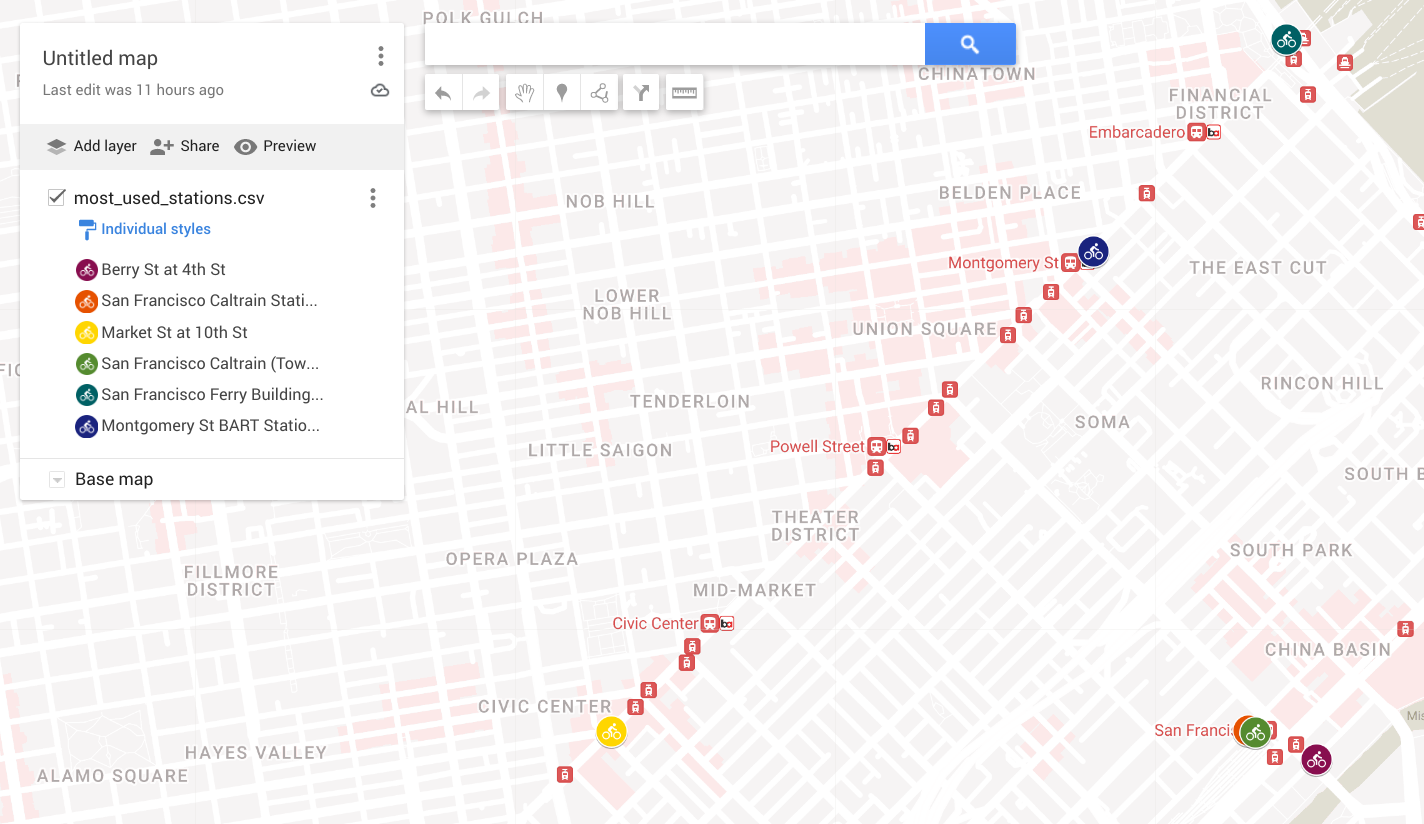 Untitled map
Last edit was 11 hours ago
Add layer Share Preview
most_used_stations.csv
Individual styles
Berry St at 4th St
San Francisco Caltrain Stati...
Market St at 10th St
San Francisco Caltrain (Tow...
San Francisco Ferry Building...
Montgomery St BART Statio...
Base map
POLK GULCH
CHINATOWN
FINANCIAL
DISTRICT
Embarcadero
ba
NOB HILL
BELDEN PLACE
Montgomery St
THE EAST CUT
LOWER
NOB HILL
UNION SQUARE
RINCON HILL
TENDERLOIN
AL HILL
SOMA
LITTLE SAIGON
Powell Street
ba
SOUTH B
THEATER
DISTRICT
SOUTH PARK
OPERA PLAZA
FILLMORE
DISTRICT
MID-MARKET
Civic Center
ba
CHINA BASIN
CIVIC CENTER
Mis
San Francis
HAYES VALLEY
ALAMO SQUARE